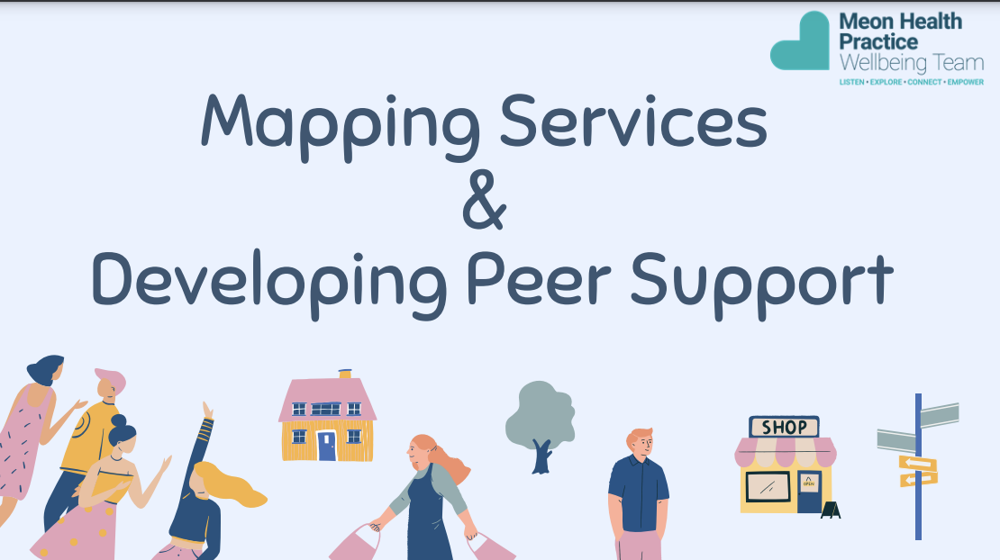 Meon Health
Practice
Wellbeing Team
LISTEN • EXPLORE • CONNECT • EMPOWER
Mapping Services
&
Developing Peer Support
SHOP
OPEN